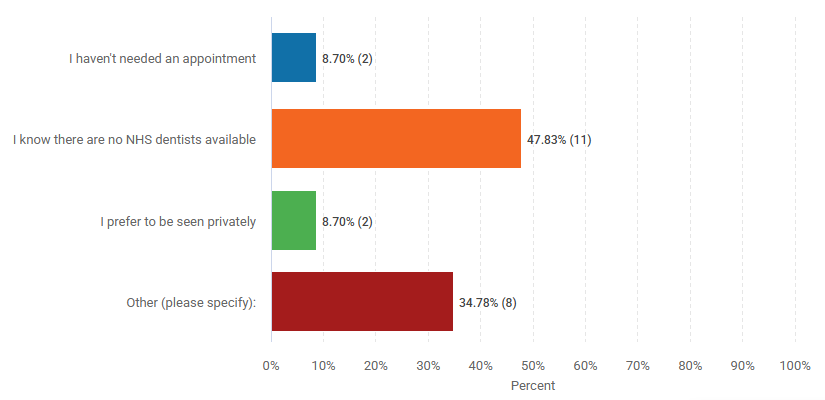 I haven't needed an appointment
8.70% (2)
I know there are no NHS dentists available
47.83% (11)
I prefer to be seen privately
8.70% (2)
Other (please specify):
34.78% (8)
0% 10% 20% 30% 40% 50% 60% 70% 80% 90% 100%
Percent